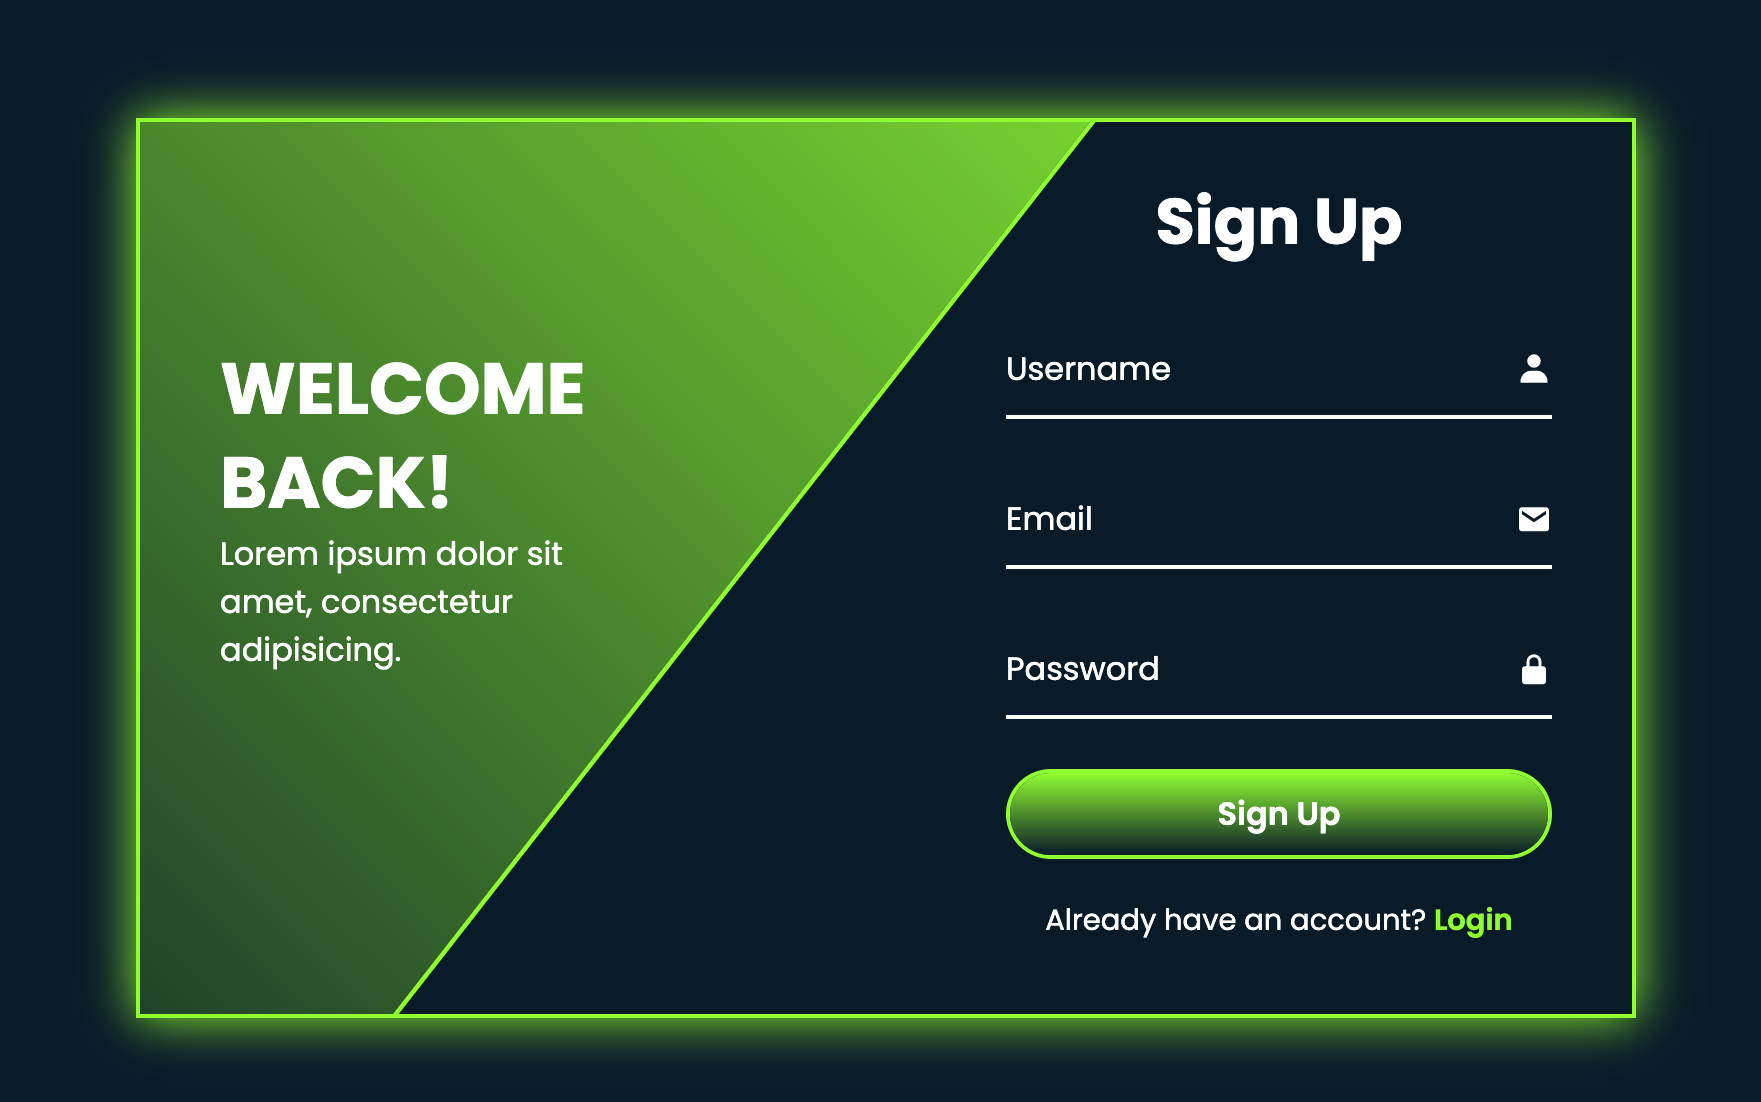 WELCOME
BACK!
Lorem ipsum dolor sit
amet, consectetur
adipisicing.
Sign Up
Username
Email
Password
Sign Up
Already have an account? Login